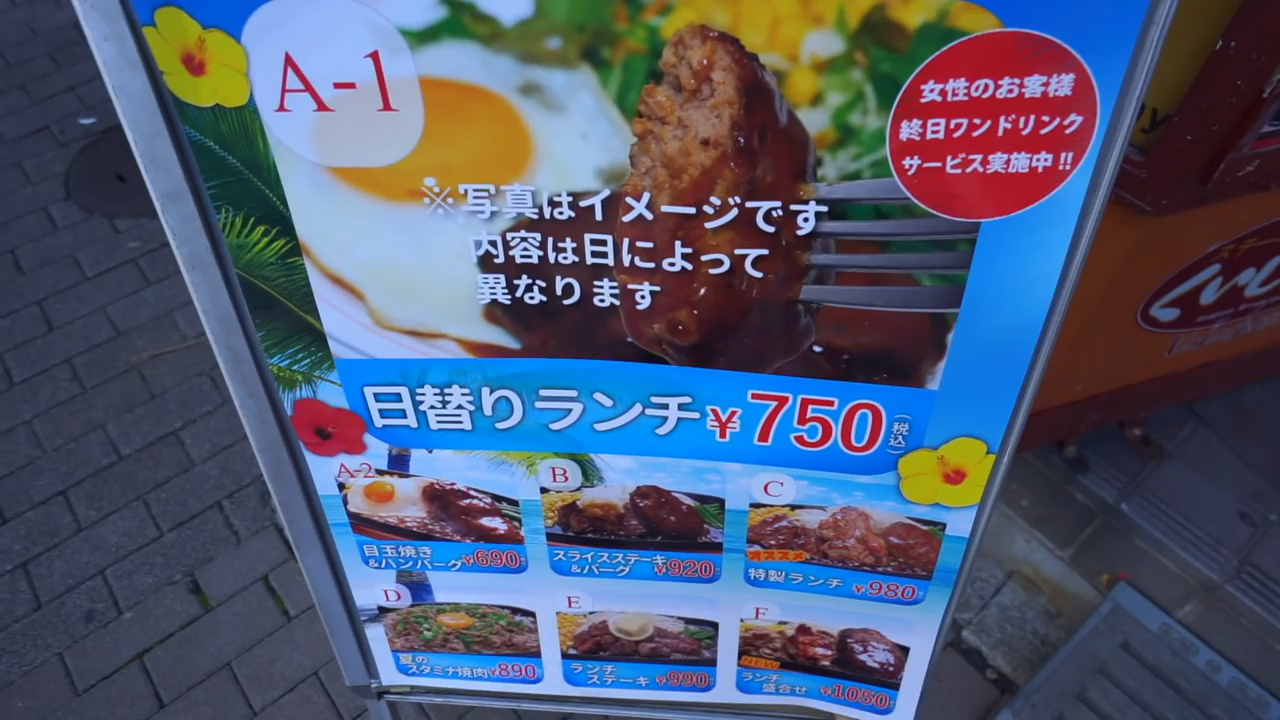 A-1
女性のお客様
終日ワンドリンク
サービス実施中!!
※写真はイメージです
内容は日によって
異なります
日替りランチ ¥750(税込)
A-2
目玉焼き
&ハンバーグ ¥690
B
スライスステーキ
&バーグ ¥920
C
オススメ
特製ランチ ¥980
D
夏の
スタミナ焼肉 ¥890
E
ランチ
ステーキ ¥990
F
NEW
ランチ
盛合せ ¥1050